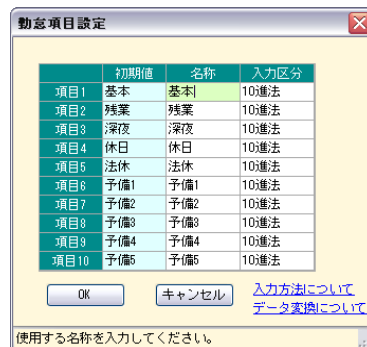 勤怠項目設定
初期値 名称 入力区分
項目1 基本 基本 10進法
項目2 残業 残業 10進法
項目3 深夜 深夜 10進法
項目4 休日 休日 10進法
項目5 法休 法休 10進法
項目6 予備1 予備1 10進法
項目7 予備2 予備2 10進法
項目8 予備3 予備3 10進法
項目9 予備4 予備4 10進法
項目10 予備5 予備5 10進法
OK キャンセル 入力方法について
データ変換について
使用する名称を入力してください。